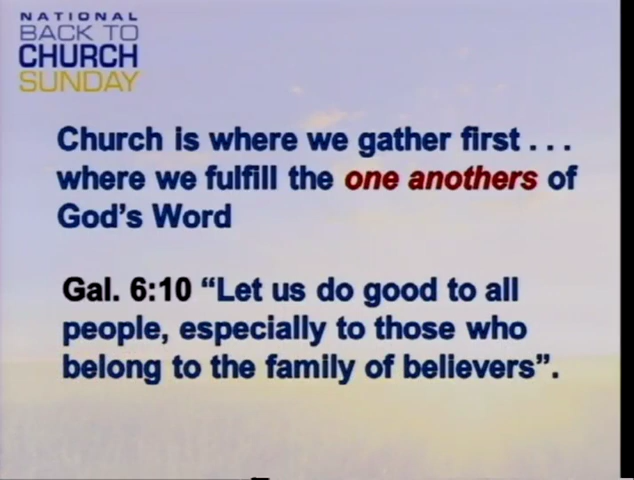 NATIONAL
BACK TO
CHURCH
SUNDAY
Church is where we gather first . . .
where we fulfill the one anothers of
God's Word
Gal. 6:10 “Let us do good to all
people, especially to those who
belong to the family of believers”.